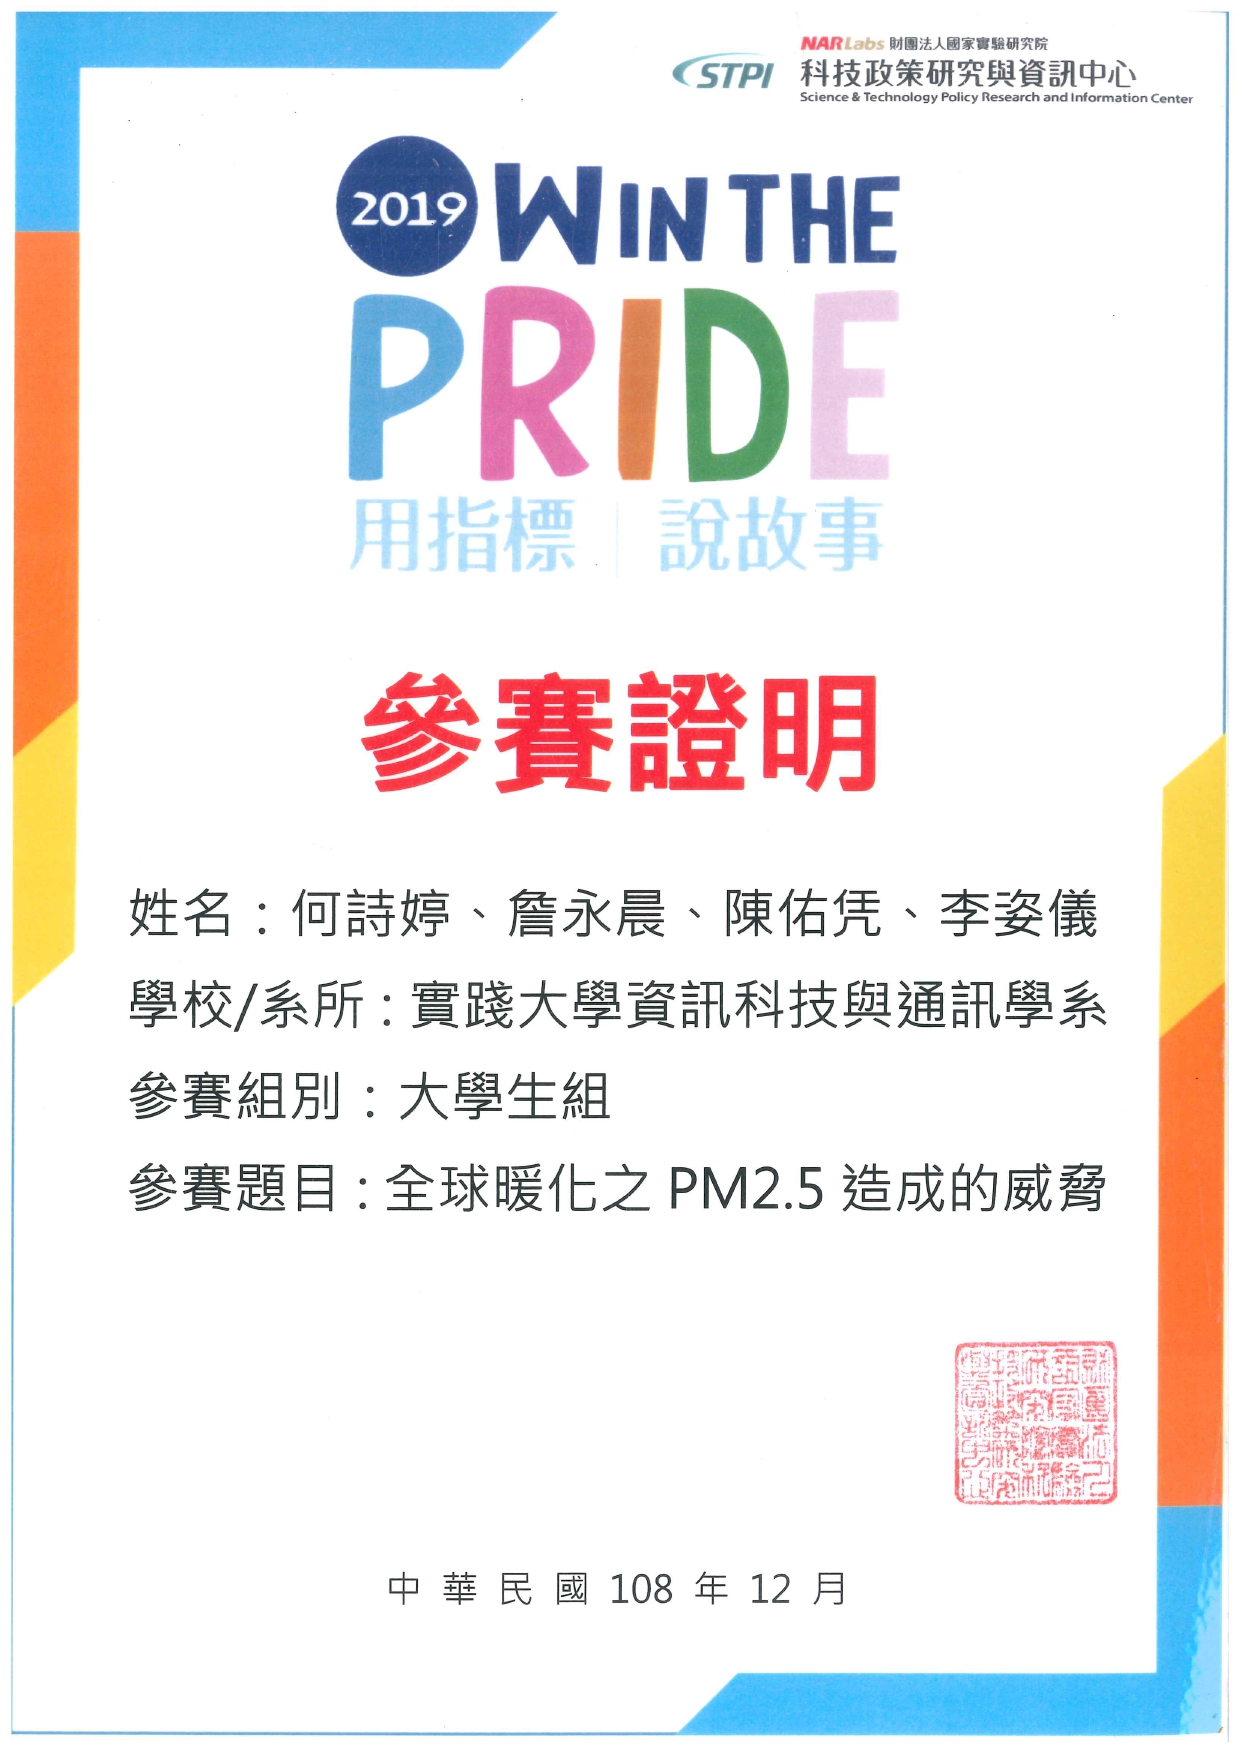 NARLabs 財團法人國家實驗研究院
STPI 科技政策研究與資訊中心
Science & Technology Policy Research and Information Center
2019 WIN THE
PRIDE
用指標｜說故事
參賽證明
姓名：何詩婷、詹永晨、陳佑凭、李姿儀
學校/系所：實踐大學資訊科技與通訊學系
參賽組別：大學生組
參賽題目：全球暖化之 PM2.5 造成的威脅
中華民國 108 年 12 月